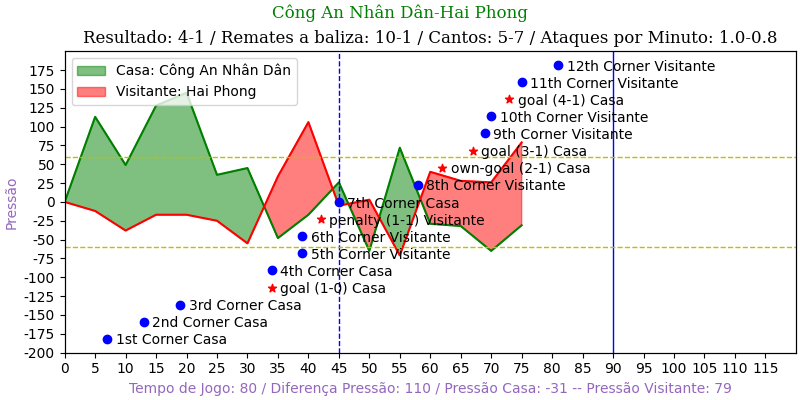 Công An Nhân Dân-Hai Phong
Resultado: 4-1 / Remates a baliza: 10-1 / Cantos: 5-7 / Ataques por Minuto: 1.0-0.8
Casa: Công An Nhân Dân
Visitante: Hai Phong
12th Corner Visitante
11th Corner Visitante
goal (4-1) Casa
10th Corner Visitante
9th Corner Visitante
goal (3-1) Casa
own-goal (2-1) Casa
8th Corner Visitante
7th Corner Casa
penalty (1-1) Visitante
6th Corner Visitante
5th Corner Visitante
4th Corner Casa
goal (1-0) Casa
3rd Corner Casa
2nd Corner Casa
1st Corner Casa
Pressão
175
150
125
100
75
50
25
0
-25
-50
-75
-100
-125
-150
-175
-200
0 5 10 15 20 25 30 35 40 45 50 55 60 65 70 75 80 85 90 95 100 105 110 115
Tempo de Jogo: 80 / Diferença Pressão: 110 / Pressão Casa: -31 -- Pressão Visitante: 79